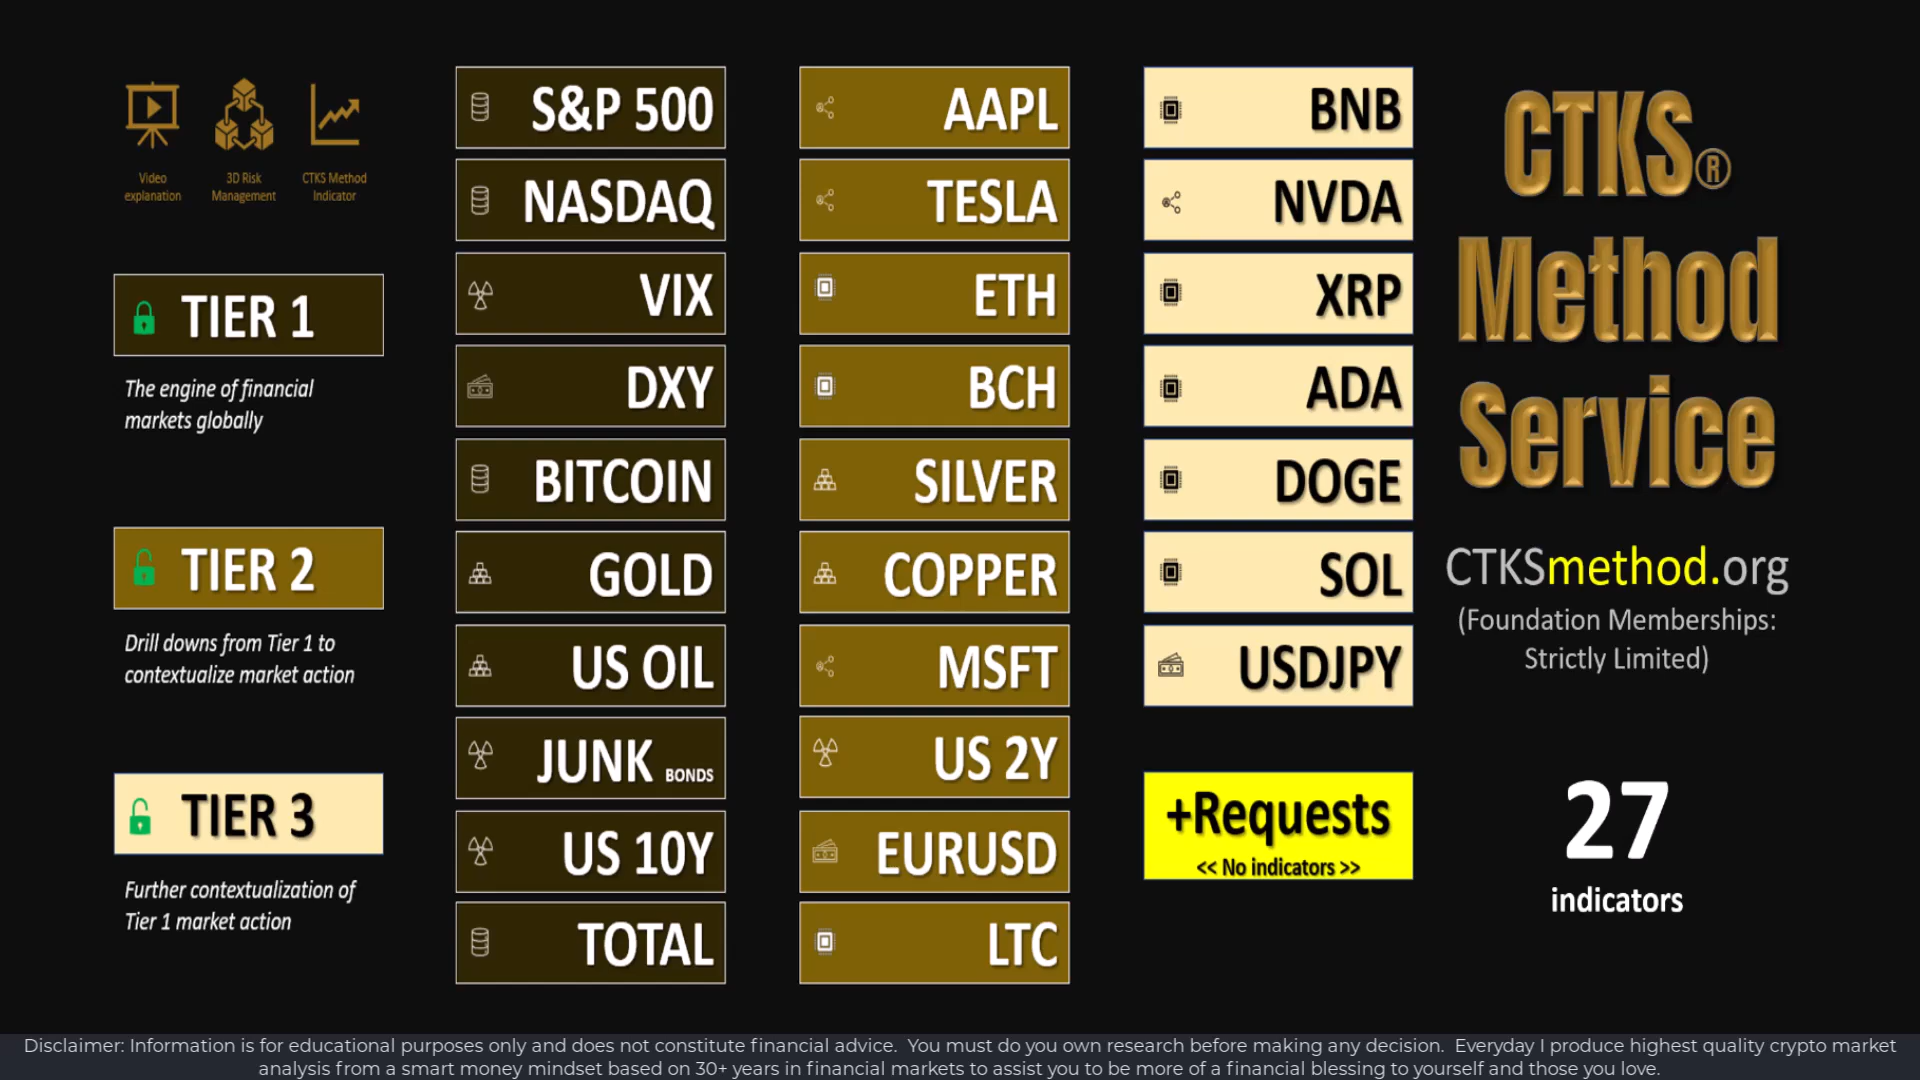 Video
explanation
3D Risk
Management
CTKS Method
Indicator
TIER 1
The engine of financial
markets globally
TIER 2
Drill downs from Tier 1 to
contextualize market action
TIER 3
Further contextualization of
Tier 1 market action
S&P 500
NASDAQ
VIX
DXY
BITCOIN
GOLD
US OIL
JUNK BONDS
US 10Y
TOTAL
AAPL
TESLA
ETH
BCH
SILVER
COPPER
MSFT
US 2Y
EURUSD
LTC
BNB
NVDA
XRP
ADA
DOGE
SOL
USDJPY
+Requests
<< No indicators >>
CTKS®
Method
Service
CTKSmethod.org
(Foundation Memberships:
Strictly Limited)
27
indicators
Disclaimer: Information is for educational purposes only and does not constitute financial advice.  You must do you own research before making any decision.  Everyday I produce highest quality crypto market
analysis from a smart money mindset based on 30+ years in financial markets to assist you to be more of a financial blessing to yourself and those you love.